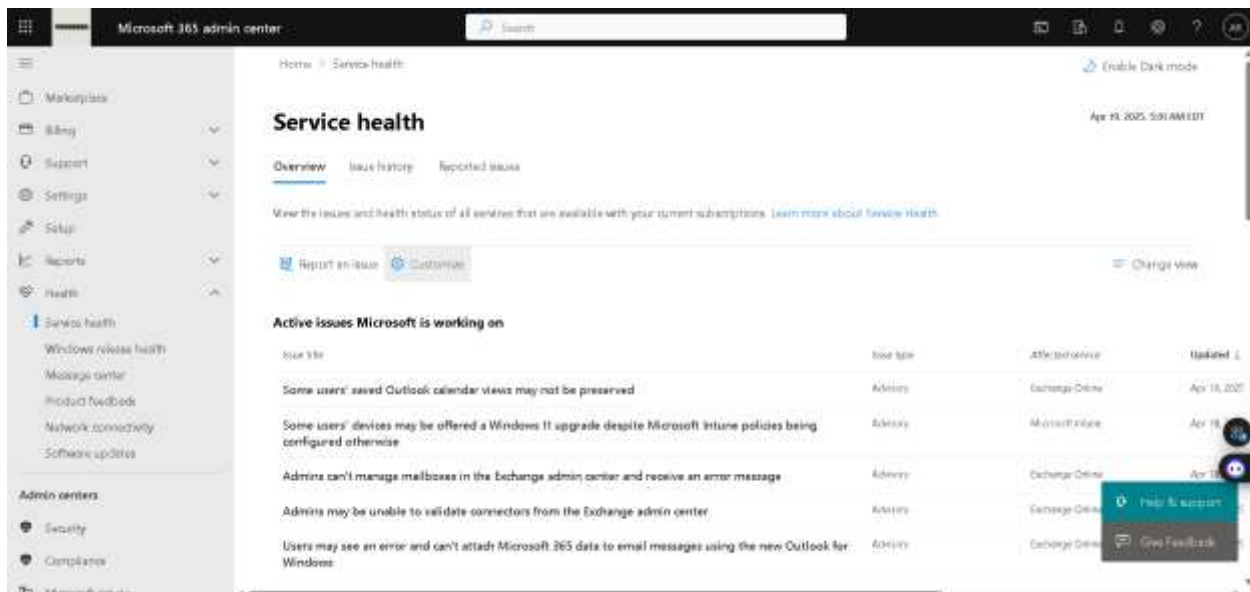 Microsoft 365 admin center
Search
Home > Service health
Enable Dark mode
Marketplace
Billing
Support
Settings
Setup
Reports
Health
Service health
Windows release health
Message center
Product feedback
Network connectivity
Software updates
Admin centers
Security
Compliance
Service health
Apr 19, 2025, 5:01 AM EDT
Overview Issue history Reported issues
View the issues and health status of all services that are available with your current subscriptions. Learn more about Service Health
Report an issue Customize Change view
Active issues Microsoft is working on
Issue title Issue type Affected service Updated ↓
Some users' saved Outlook calendar views may not be preserved Advisory Exchange Online Apr 19, 2025
Some users' devices may be offered a Windows 11 upgrade despite Microsoft Intune policies being Advisory Microsoft Intune Apr
configured otherwise
Admins can't manage mailboxes in the Exchange admin center and receive an error message Advisory Exchange Online Apr
Admins may be unable to validate connectors from the Exchange admin center Advisory Exchange Online
Users may see an error and can't attach Microsoft 365 data to email messages using the new Outlook for Advisory Exchange
Windows
Help & support
Give Feedback